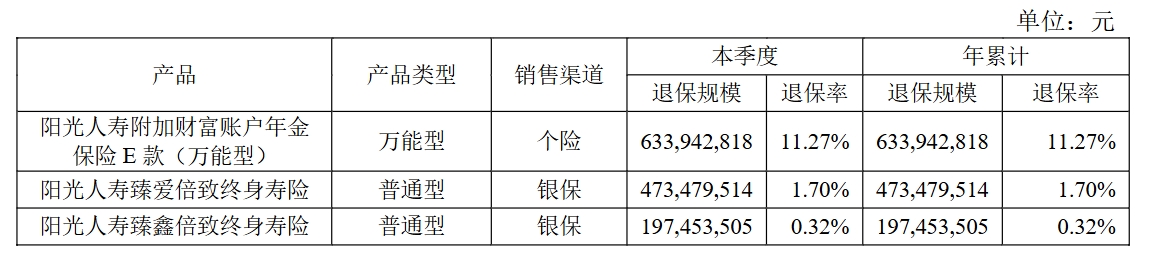 单位：元
产品 产品类型 销售渠道 本季度 年累计
退保规模 退保率 退保规模 退保率
阳光人寿附加财富账户年金
保险 E 款（万能型） 万能型 个险 633,942,818 11.27% 633,942,818 11.27%
阳光人寿臻爱倍致终身寿险 普通型 银保 473,479,514 1.70% 473,479,514 1.70%
阳光人寿臻鑫倍致终身寿险 普通型 银保 197,453,505 0.32% 197,453,505 0.32%